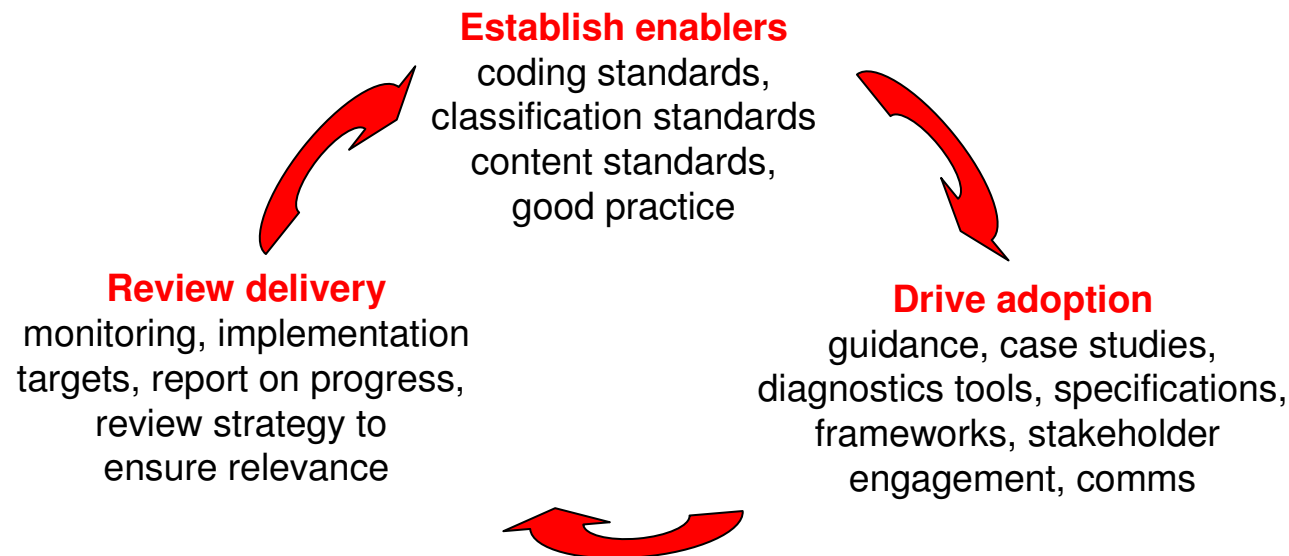 Establish enablers
coding standards,
classification standards
content standards,
good practice
Review delivery
monitoring, implementation
targets, report on progress,
review strategy to
ensure relevance
Drive adoption
guidance, case studies,
diagnostics tools, specifications,
frameworks, stakeholder
engagement, comms